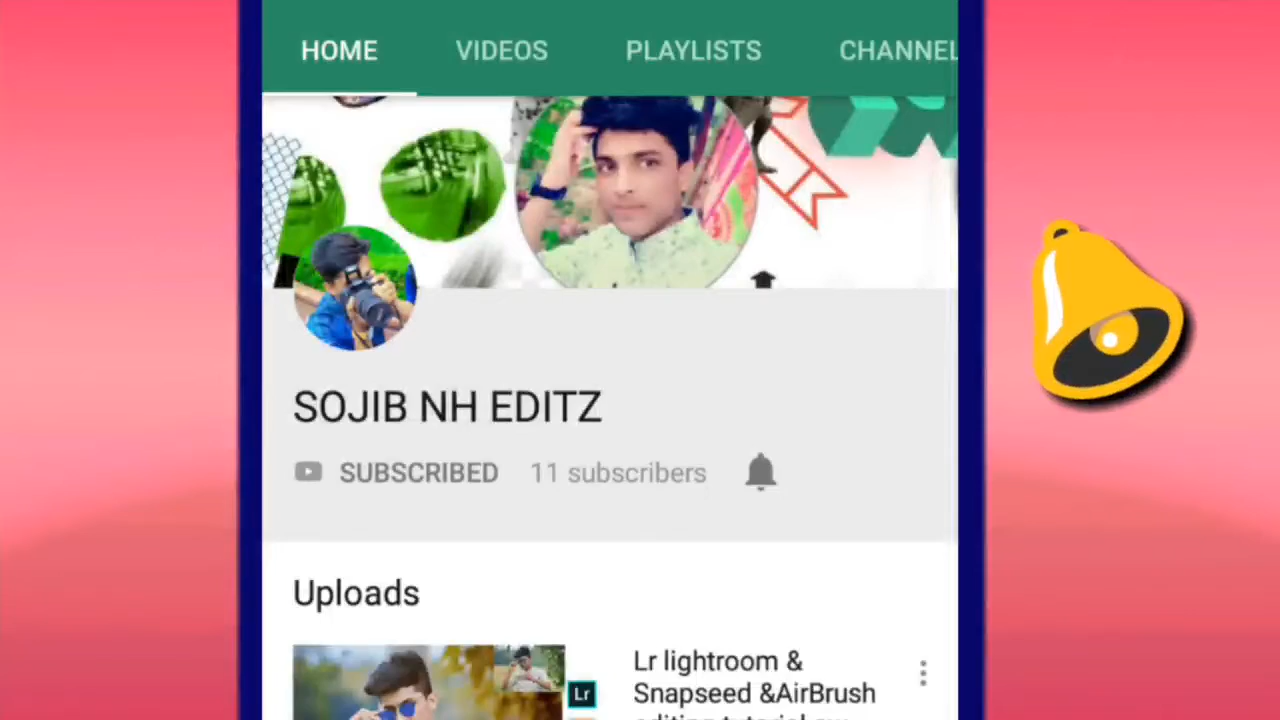 HOME VIDEOS PLAYLISTS CHANNEL
SOJIB NH EDITZ
SUBSCRIBED 11 subscribers
Uploads
Lr lightroom &
Snapseed &AirBrush
Lr